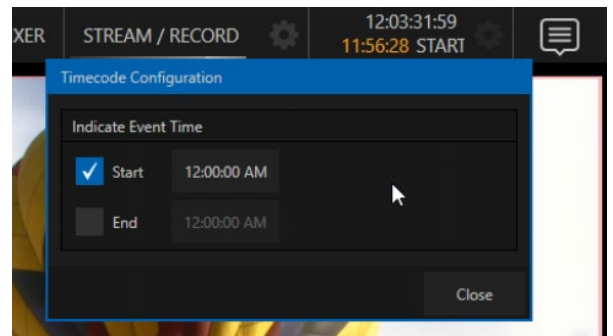 XER STREAM / RECORD 12:03:31:59
11:56:28 START
Timecode Configuration
Indicate Event Time
Start 12:00:00 AM
End 12:00:00 AM
Close